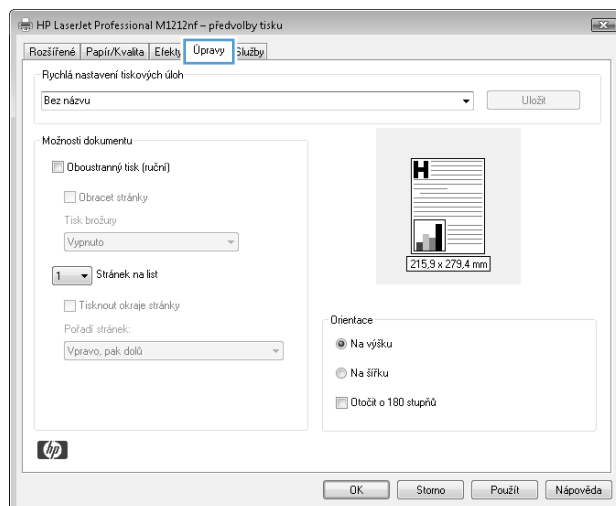 HP LaserJet Professional M1212nf – předvolby tisku
Rozšířené Papír/Kvalita Efekty Úpravy Služby
Rychlá nastavení tiskových úloh
Bez názvu Uložit
Možnosti dokumentu
Oboustranný tisk (ruční)
Obracet stránky
Tisk brožury
Vypnuto
1 Stránek na list
Tisknout okraje stránky
Pořadí stránek:
Vpravo, pak dolů
H
215,9 x 279,4 mm
Orientace
Na výšku
Na šířku
Otočit o 180 stupňů
hp
OK Storno Použít Nápověda